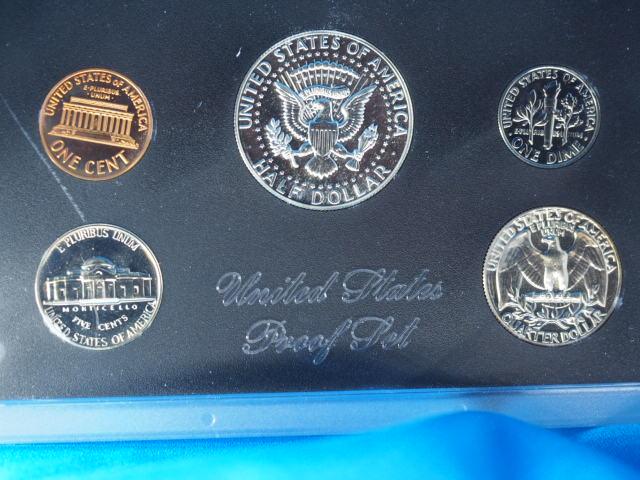 UNITED STATES OF AMERICA
E·PLURIBUS
UNUM
ONE CENT
UNITED STATES OF AMERICA
HALF DOLLAR
UNITED STATES OF AMERICA
E PLURIBUS UNUM
ONE DIME
E PLURIBUS UNUM
MONTICELLO
FIVE CENTS
UNITED STATES OF AMERICA
UNITED STATES OF AMERICA
E PLURIBUS
UNUM
QUARTER DOLLAR
United States
Proof Set